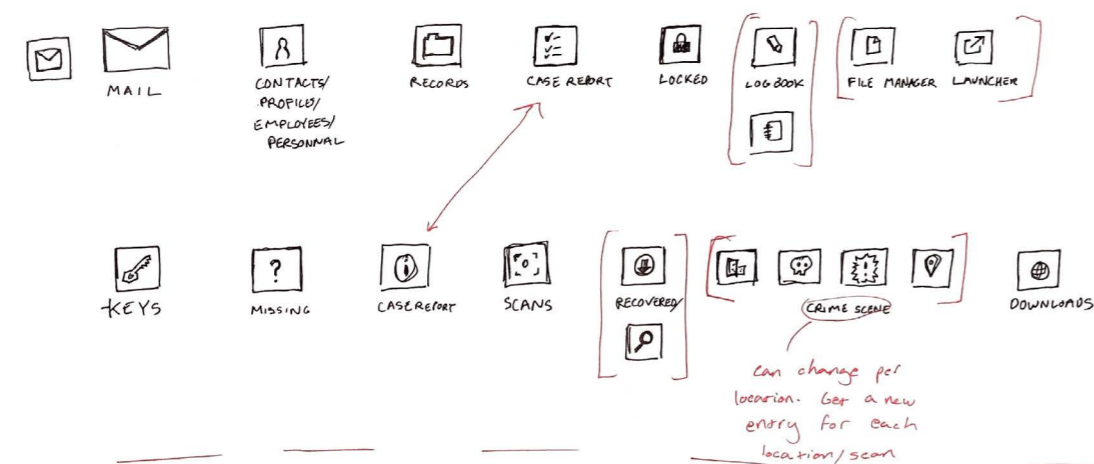 MAIL
CONTACTS/
PROFILES/
EMPLOYEES/
PERSONNAL
RECORDS
CASE REPORT
LOCKED
LOG BOOK
FILE MANAGER
LAUNCHER
KEYS
?
MISSING
i
CASE REPORT
SCANS
RECOVERED/
!
CRIME SCENE
DOWNLOADS
can change per
location. Get a new
entry for each
location/scan